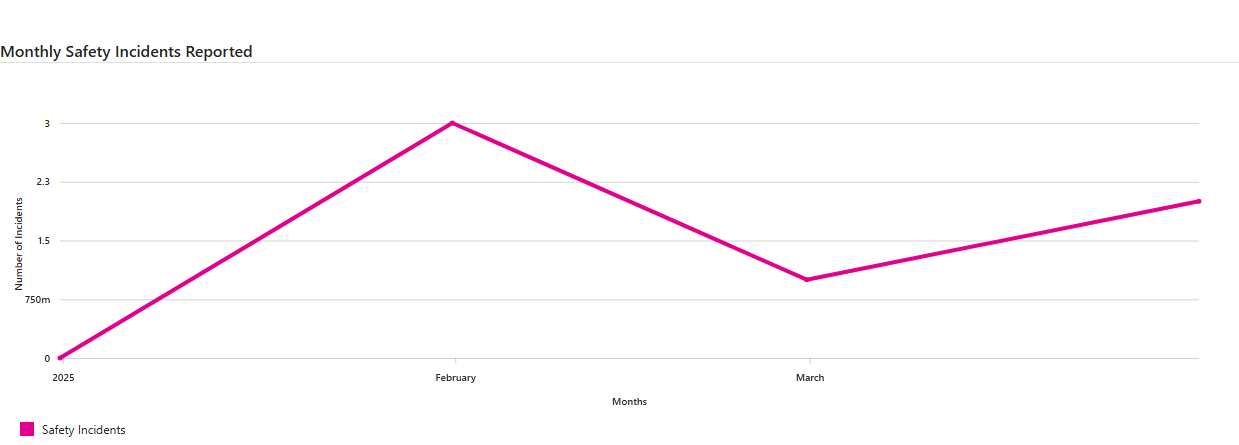 Monthly Safety Incidents Reported
3
2.3
1.5
750m
0
Number of Incidents
2025
February
March
Months
Safety Incidents